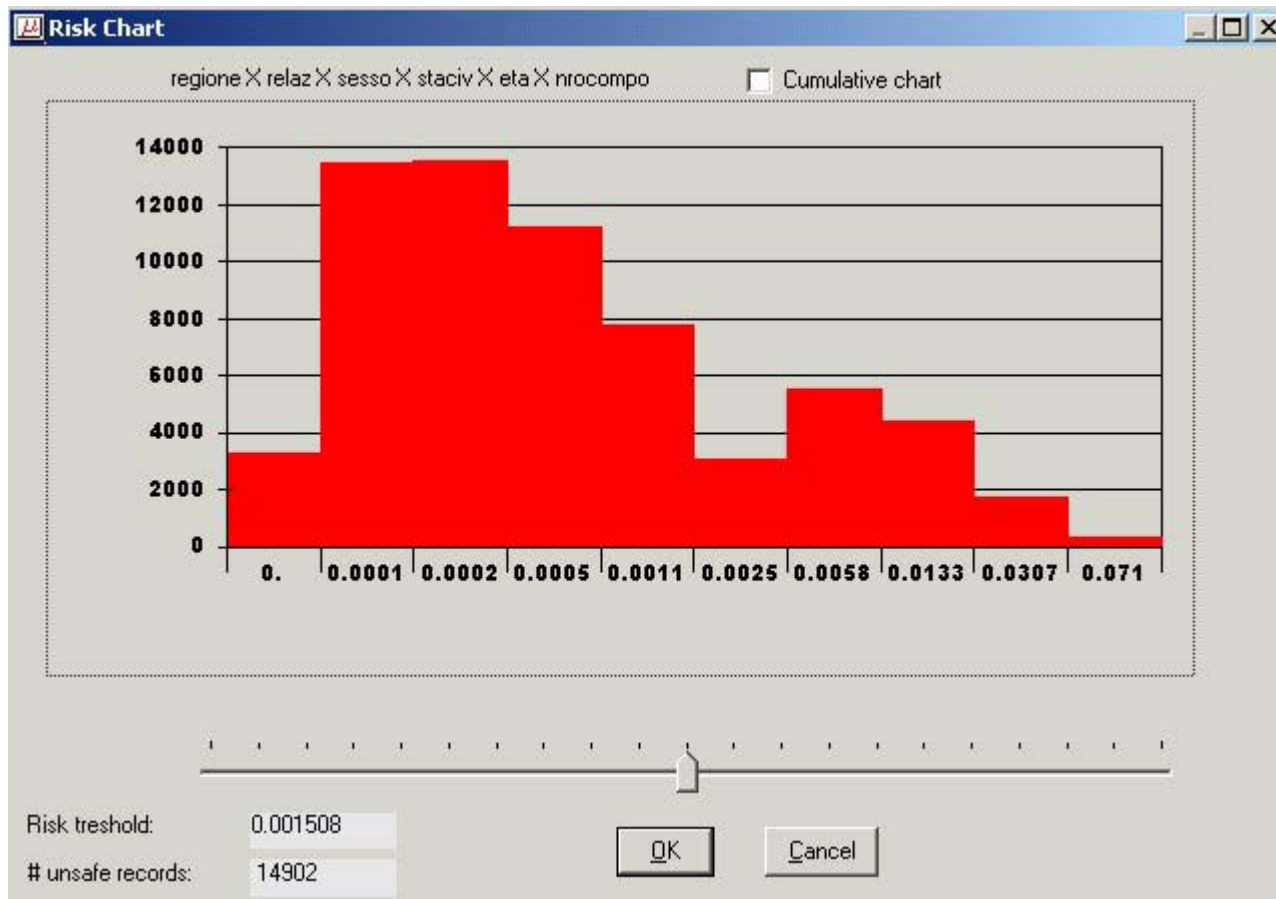 μ Risk Chart
regione X relaz X sesso X staciv X eta X nrocompo Cumulative chart
14000
12000
10000
8000
6000
4000
2000
0
0. 0.0001 0.0002 0.0005 0.0011 0.0025 0.0058 0.0133 0.0307 0.071
Risk treshold: 0.001508
# unsafe records: 14902
OK Cancel